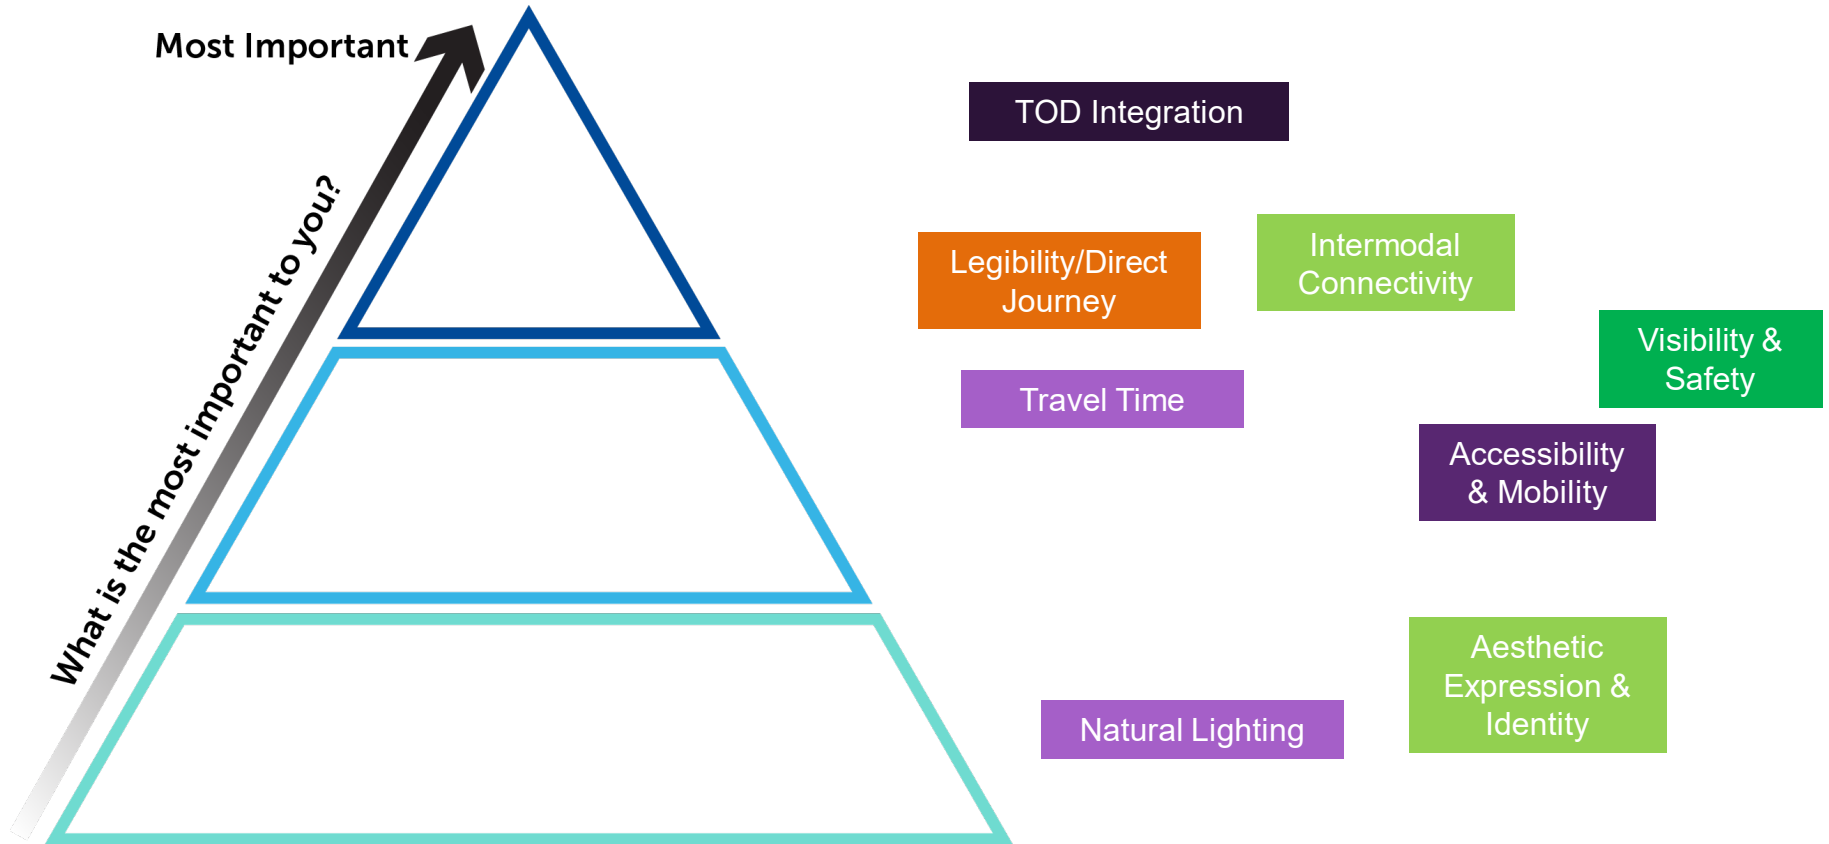 Most Important
What is the most important to you?
TOD Integration
Legibility/Direct
Journey
Intermodal
Connectivity
Visibility &
Safety
Travel Time
Accessibility
& Mobility
Aesthetic
Expression &
Identity
Natural Lighting